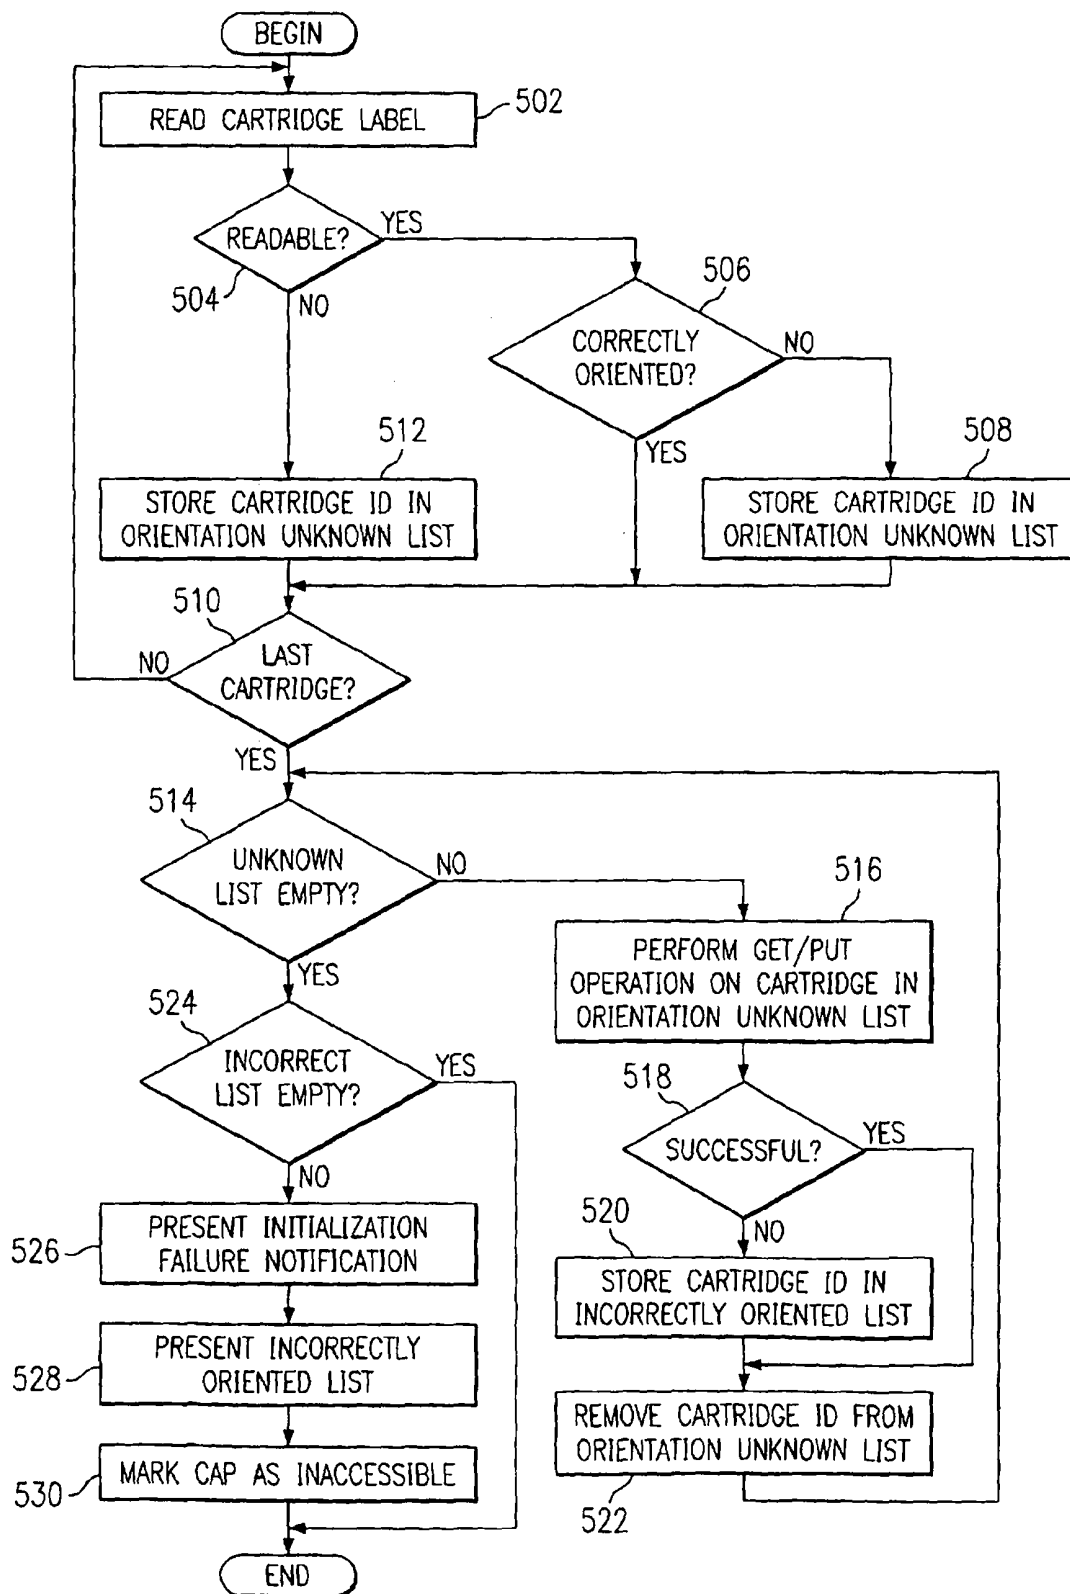 BEGIN
READ CARTRIDGE LABEL
502
READABLE?
YES
504
NO
506
CORRECTLY
ORIENTED?
NO
YES
512
STORE CARTRIDGE ID IN
ORIENTATION UNKNOWN LIST
508
STORE CARTRIDGE ID IN
ORIENTATION UNKNOWN LIST
510
LAST
CARTRIDGE?
NO
YES
514
UNKNOWN
LIST EMPTY?
NO
YES
516
PERFORM GET/PUT
OPERATION ON CARTRIDGE IN
ORIENTATION UNKNOWN LIST
524
INCORRECT
LIST EMPTY?
YES
NO
518
SUCCESSFUL?
YES
NO
520
STORE CARTRIDGE ID IN
INCORRECTLY ORIENTED LIST
526
PRESENT INITIALIZATION
FAILURE NOTIFICATION
528
PRESENT INCORRECTLY
ORIENTED LIST
REMOVE CARTRIDGE ID FROM
ORIENTATION UNKNOWN LIST
522
530
MARK CAP AS INACCESSIBLE
END